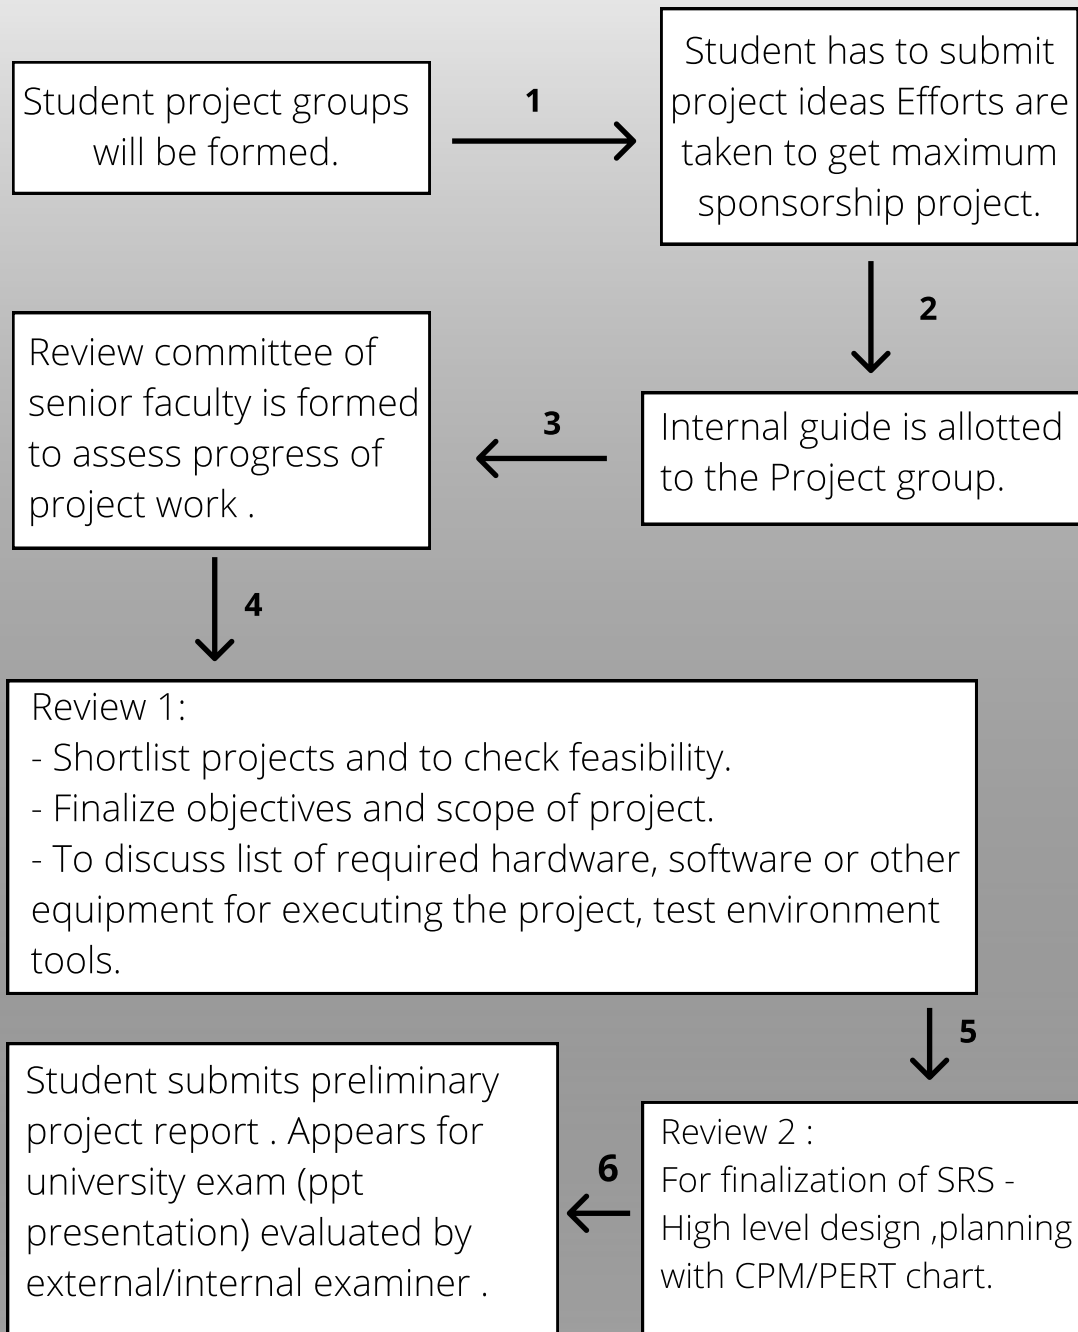 Student project groups
will be formed.
1
Student has to submit
project ideas Efforts are
taken to get maximum
sponsorship project.
2
Internal guide is allotted
to the Project group.
3
Review committee of
senior faculty is formed
to assess progress of
project work .
4
Review 1:
- Shortlist projects and to check feasibility.
- Finalize objectives and scope of project.
- To discuss list of required hardware, software or other
equipment for executing the project, test environment
tools.
5
Review 2 :
For finalization of SRS -
High level design ,planning
with CPM/PERT chart.
6
Student submits preliminary
project report . Appears for
university exam (ppt
presentation) evaluated by
external/internal examiner .